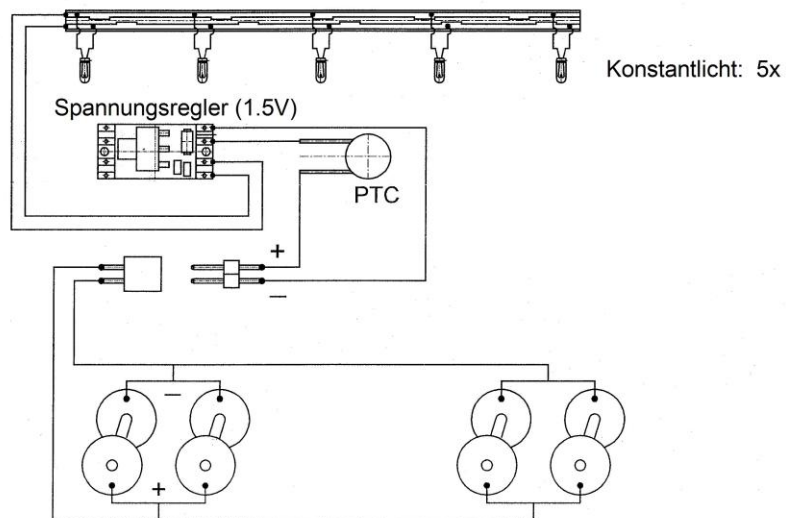 Konstantlicht: 5x
Spannungsregler (1.5V)
PTC
+
−
−
+